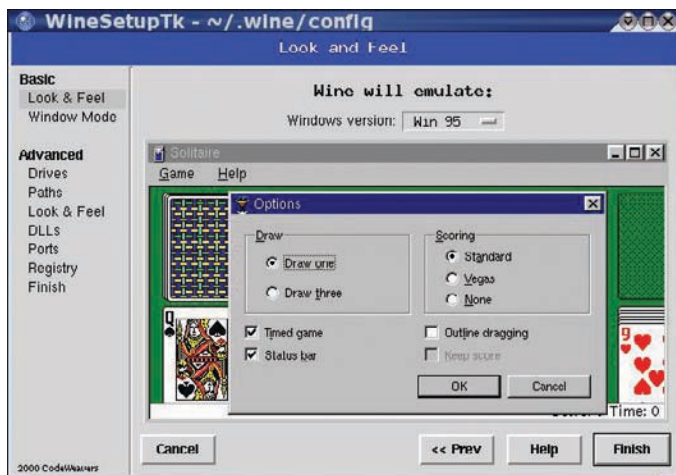 WineSetupTk - ~/.wine/config
Look and Feel
Basic
Look & Feel
Window Mode
Advanced
Drives
Paths
Look & Feel
DLLs
Ports
Registry
Finish
2000 CodeWeavers
Wine will emulate:
Windows version: Win 95
Solitaire
Game Help
Options
Draw
Draw one
Draw three
Scoring
Standard
Vegas
None
Timed game
Status bar
Outline dragging
Keep score
OK Cancel
Q
9
Time: 0
Cancel << Prev Help Finish